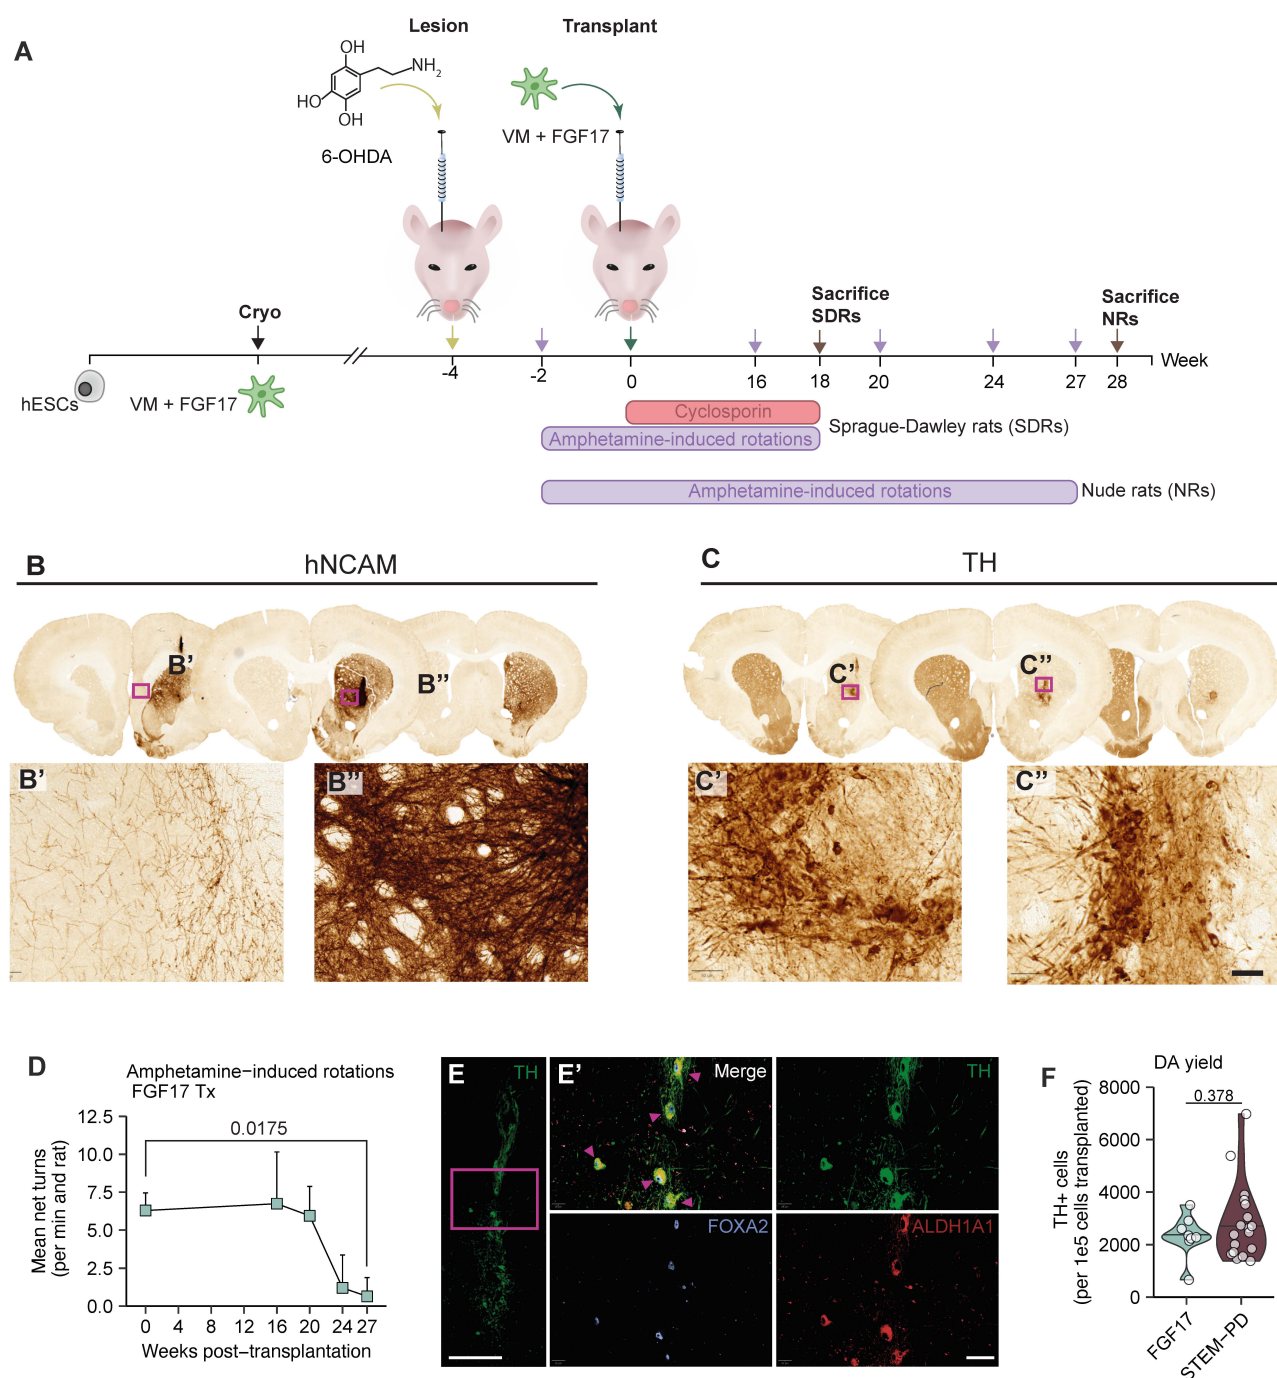 A
Lesion
Transplant
OH
NH2
HO
OH
6-OHDA
VM + FGF17
Cryo
Sacrifice
SDRs
Sacrifice
NRs
hESCs
VM + FGF17
-4
-2
0
16
18
20
24
27
28
Week
Cyclosporin
Amphetamine-induced rotations
Sprague-Dawley rats (SDRs)
Amphetamine-induced rotations
Nude rats (NRs)
B
hNCAM
B’
B’’
B’
B’’
C
TH
C’
C’’
C’
C’’
D
Amphetamine−induced rotations
FGF17 Tx
Mean net turns
(per min and rat)
12.5
10.0
7.5
5.0
2.5
0.0
0.0175
0 4 8 12 16 20 24 27
Weeks post−transplantation
E
TH
E’
Merge
TH
FOXA2
ALDH1A1
F
DA yield
0.378
TH+ cells
(per 1e5 cells transplanted)
8000
6000
4000
2000
0
FGF17
STEM−PD